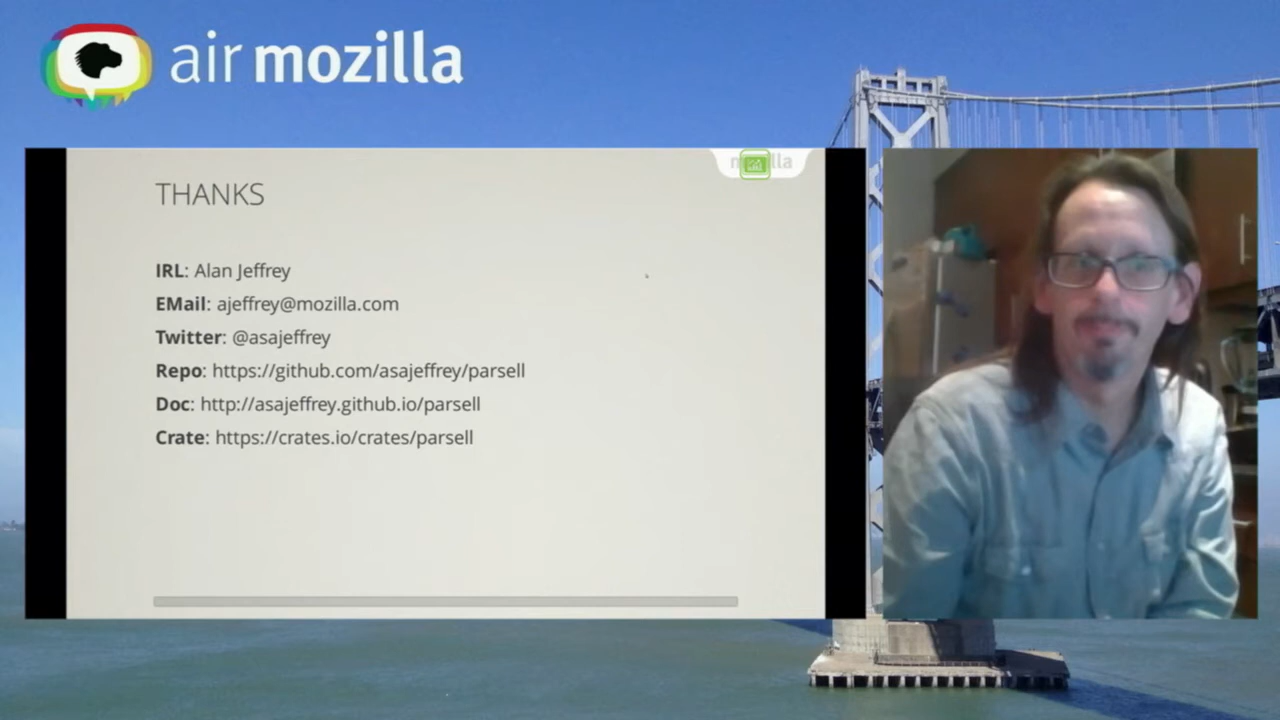 air mozilla
THANKS
IRL: Alan Jeffrey
EMail: ajeffrey@mozilla.com
Twitter: @asajeffrey
Repo: https://github.com/asajeffrey/parsell
Doc: http://asajeffrey.github.io/parsell
Crate: https://crates.io/crates/parsell